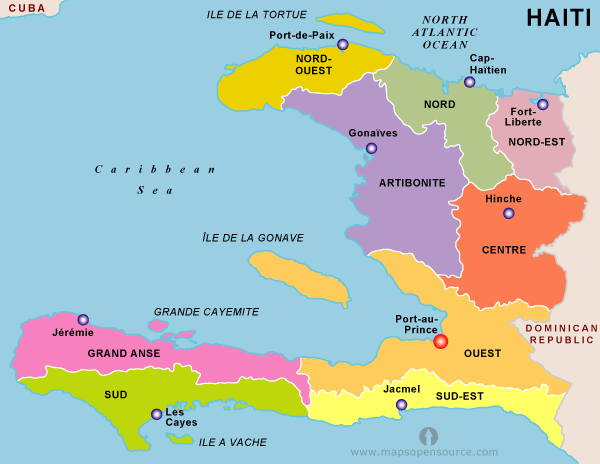 CUBA
ILE DE LA TORTUE
NORTH
ATLANTIC
OCEAN
HAITI
Port-de-Paix
NORD-
OUEST
Cap-
Haïtien
NORD
Fort-
Liberte
NORD-EST
Gonaïves
Caribbean
Sea
ARTIBONITE
Hinche
CENTRE
ÎLE DE LA GONAVE
GRANDE CAYEMITE
Port-au-
Prince
DOMINICAN
REPUBLIC
Jérémie
GRAND ANSE
OUEST
SUD
Jacmel
SUD-EST
Les
Cayes
ILE A VACHE
www.mapsopensource.com